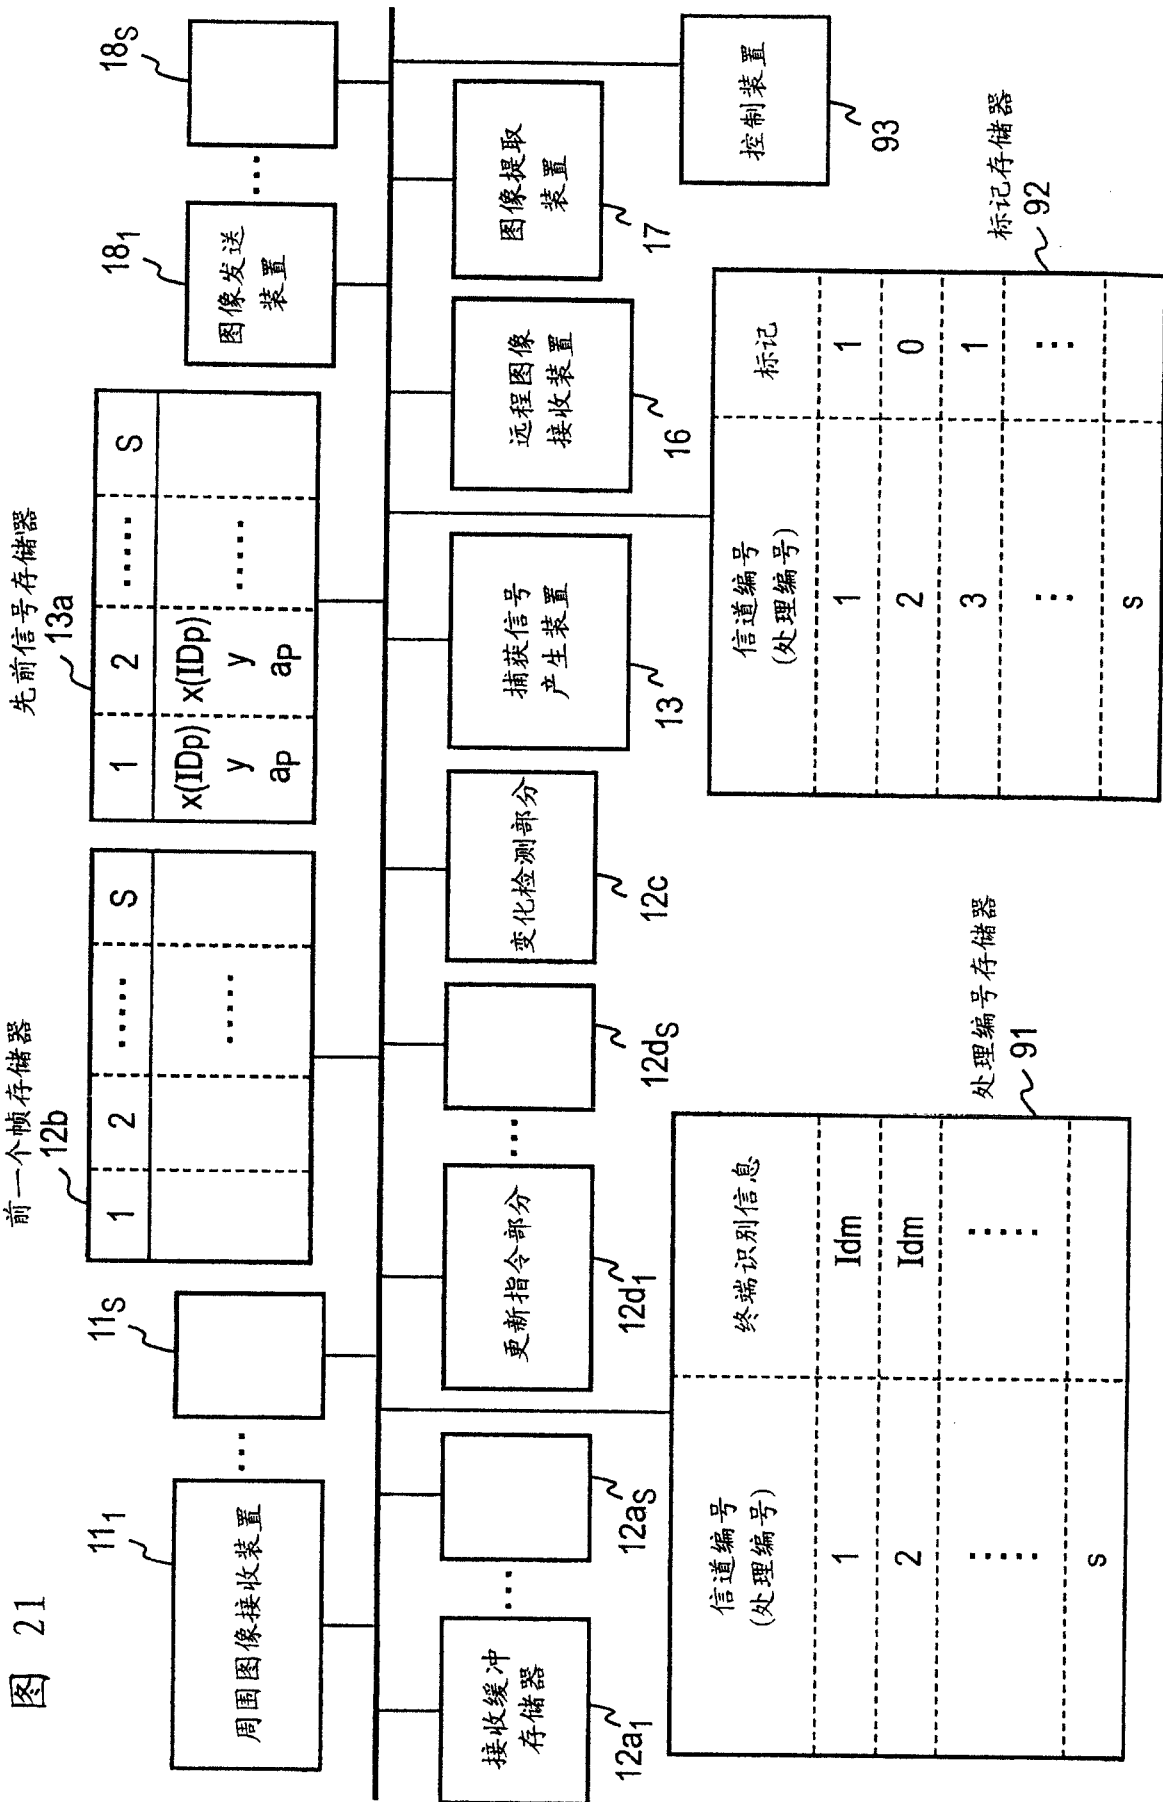 图 21
11₁
周围图像接收装置
...
11S
前一个帧存储器
12b
1 2 ..... S
.....
先前信号存储器
13a
1 2 ..... S
x(IDp) x(IDp) .....
y y
aP aP
18₁
图像发送
装置
...
18S
接收缓冲
存储器
12a₁
...
12aS
更新指令部分
12d₁
...
12dS
变化检测部分
12c
捕获信号
产生装置
13
远程图像
接收装置
16
图像提取
装置
17
控制装置
93
处理编号存储器
91
信道编号
(处理编号)
终端识别信息
1 Idm
2 Idm
..... .....
s
标记存储器
92
信道编号
(处理编号)
标记
1 1
2 0
3 1
... ...
s